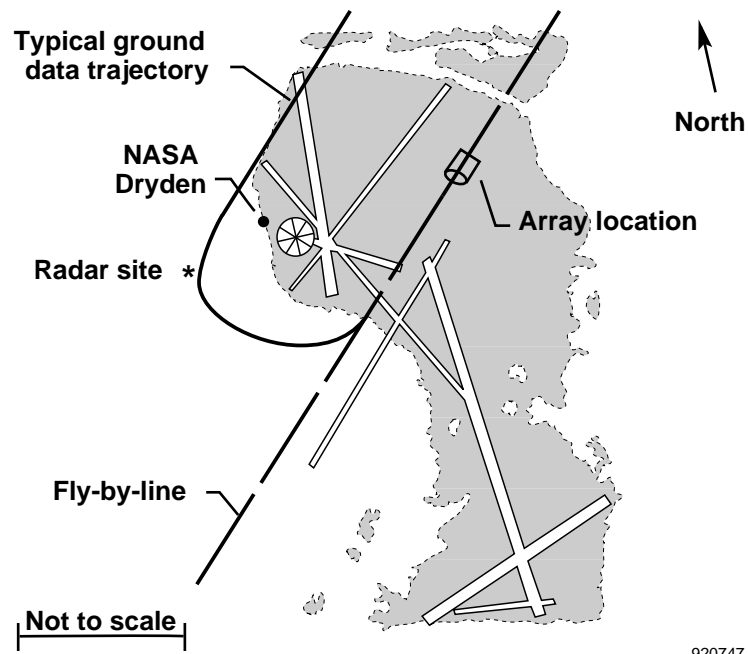 Typical ground
data trajectory
North
NASA
Dryden
Array location
Radar site *
Fly-by-line
Not to scale
920747